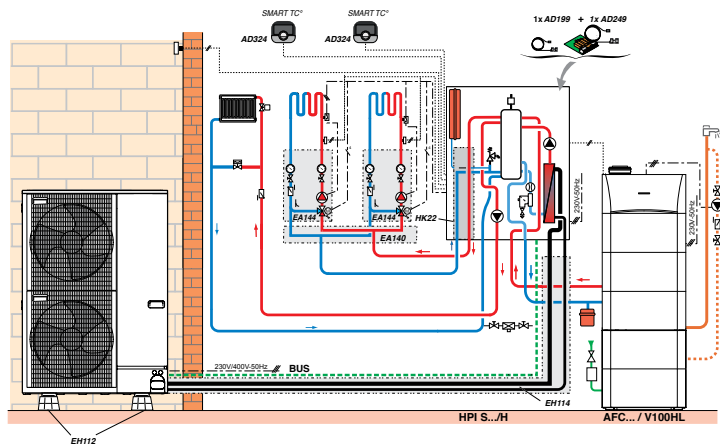 SMART TC°
AD324
SMART TC°
AD324
1x AD199 + 1x AD249
EA144
EA144
HK22
EA140
230V-50Hz
230V-50Hz
230V/400V-50Hz
BUS
EH114
HPI S.../H
AFC... / V100HL
EH112